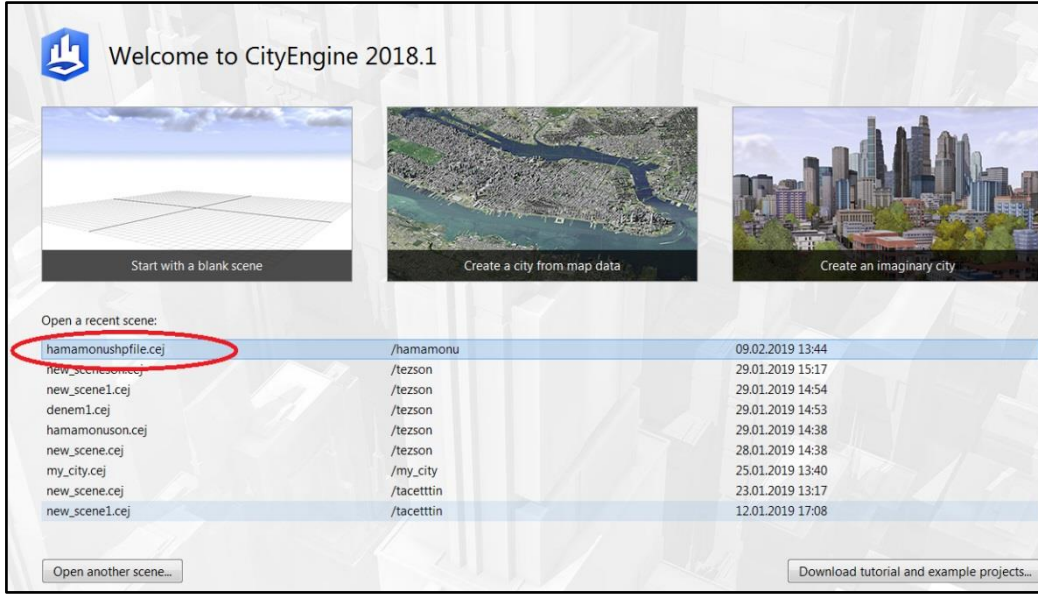 Welcome to CityEngine 2018.1
Start with a blank scene
Create a city from map data
Create an imaginary city
Open a recent scene:
hamamonushpfile.cej /hamamonu 09.02.2019 13:44
new_sceneson.cej /tezson 29.01.2019 15:17
new_scene1.cej /tezson 29.01.2019 14:54
denem1.cej /tezson 29.01.2019 14:53
hamamonuson.cej /tezson 29.01.2019 14:38
new_scene.cej /tezson 28.01.2019 14:38
my_city.cej /my_city 25.01.2019 13:40
new_scene.cej /tacetttin 23.01.2019 13:17
new_scene1.cej /tacetttin 12.01.2019 17:08
Open another scene...
Download tutorial and example projects...